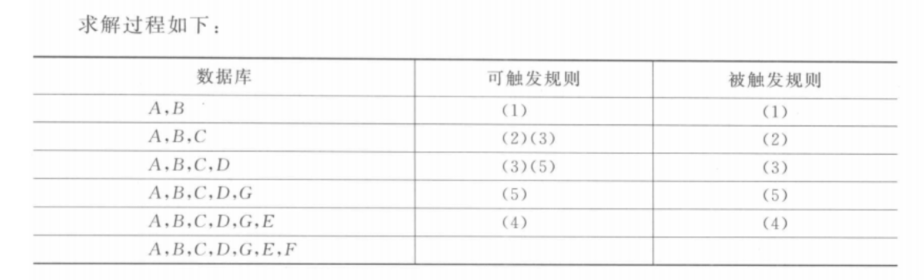 求解过程如下：
数据库 可触发规则 被触发规则
A,B (1) (1)
A,B,C (2)(3) (2)
A,B,C,D (3)(5) (3)
A,B,C,D,G (5) (5)
A,B,C,D,G,E (4) (4)
A,B,C,D,G,E,F